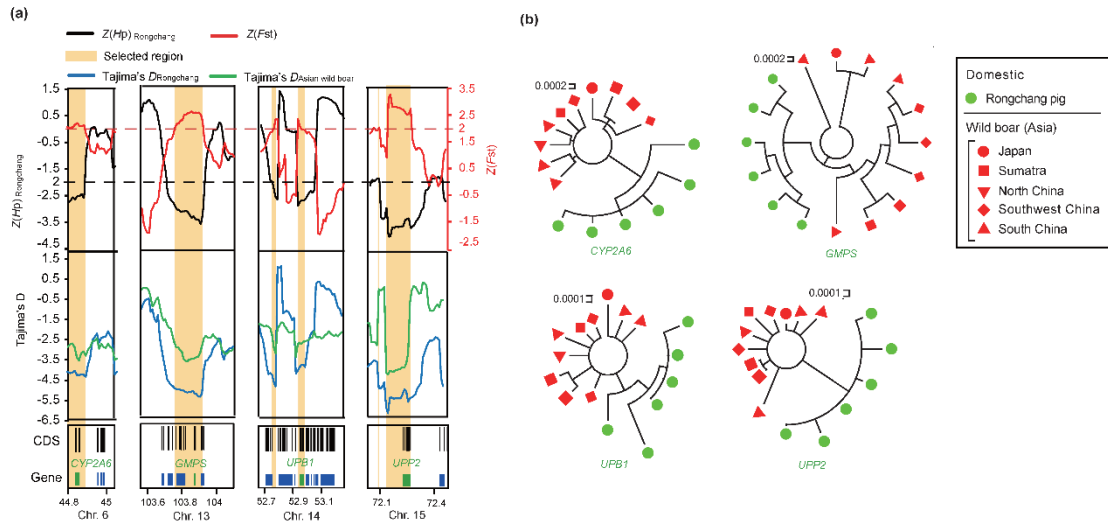 (a)
Z(Hp) Rongchang
Z(Fst)
Selected region
Tajima's DRongchang
Tajima's DAsian wild boar
1.5
0.5
-0.5
-1.5
-2
-2.5
-3.5
-4.5
Z(Hp)Rongchang
3.5
2.5
2
1.5
0.5
-0.5
-1.5
-2.5
Z(Fst)
1.5
0.5
-0.5
-1.5
-2.5
-3.5
-4.5
-5.5
-6.5
Tajima's D
CDS
CYP2A6
GMPS
UPB1
UPP2
Gene
44.8 45
103.6 103.8 104
52.7 52.9 53.1
72.1 72.4
Chr. 6
Chr. 13
Chr. 14
Chr. 15
(b)
0.0002
CYP2A6
0.0002
GMPS
0.0001
UPB1
0.0001
UPP2
Domestic
Rongchang pig
Wild boar (Asia)
Japan
Sumatra
North China
Southwest China
South China